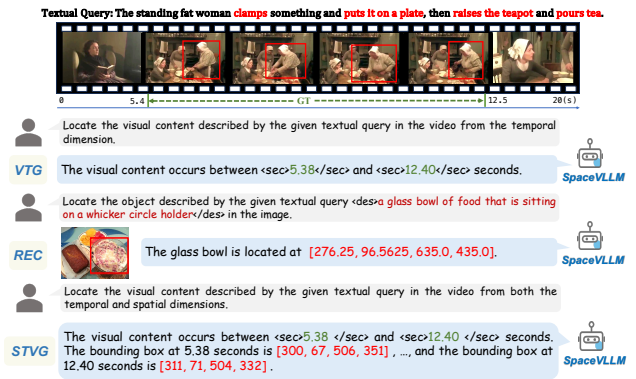 Textual Query: The standing fat woman clamps something and puts it on a plate, then raises the teapot and pours tea.
0 5.4 GT 12.5 20(s)
Locate the visual content described by the given textual query in the video from the temporal
dimension.
VTG
The visual content occurs between <sec>5.38</sec> and <sec>12.40</sec> seconds.
SpaceVLLM
Locate the object described by the given textual query <des>a glass bowl of food that is sitting
on a whicker circle holder</des> in the image.
REC
The glass bowl is located at [276.25, 96.5625, 635.0, 435.0].
SpaceVLLM
Locate the visual content described by the given textual query in the video from both the
temporal and spatial dimensions.
STVG
The visual content occurs between <sec>5.38 </sec> and <sec>12.40 </sec> seconds.
The bounding box at 5.38 seconds is [300, 67, 506, 351] , ..., and the bounding box at
12.40 seconds is [311, 71, 504, 332] .
SpaceVLLM